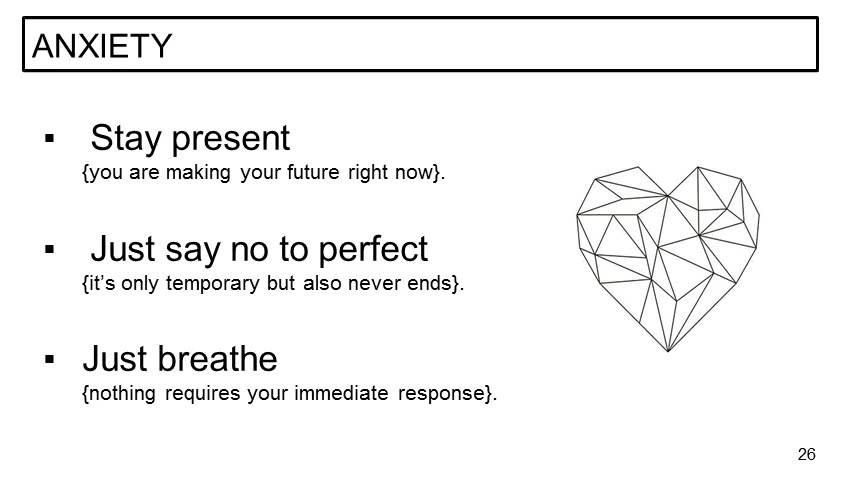 ANXIETY
▪ Stay present
{you are making your future right now}.
▪ Just say no to perfect
{it’s only temporary but also never ends}.
▪ Just breathe
{nothing requires your immediate response}.
26